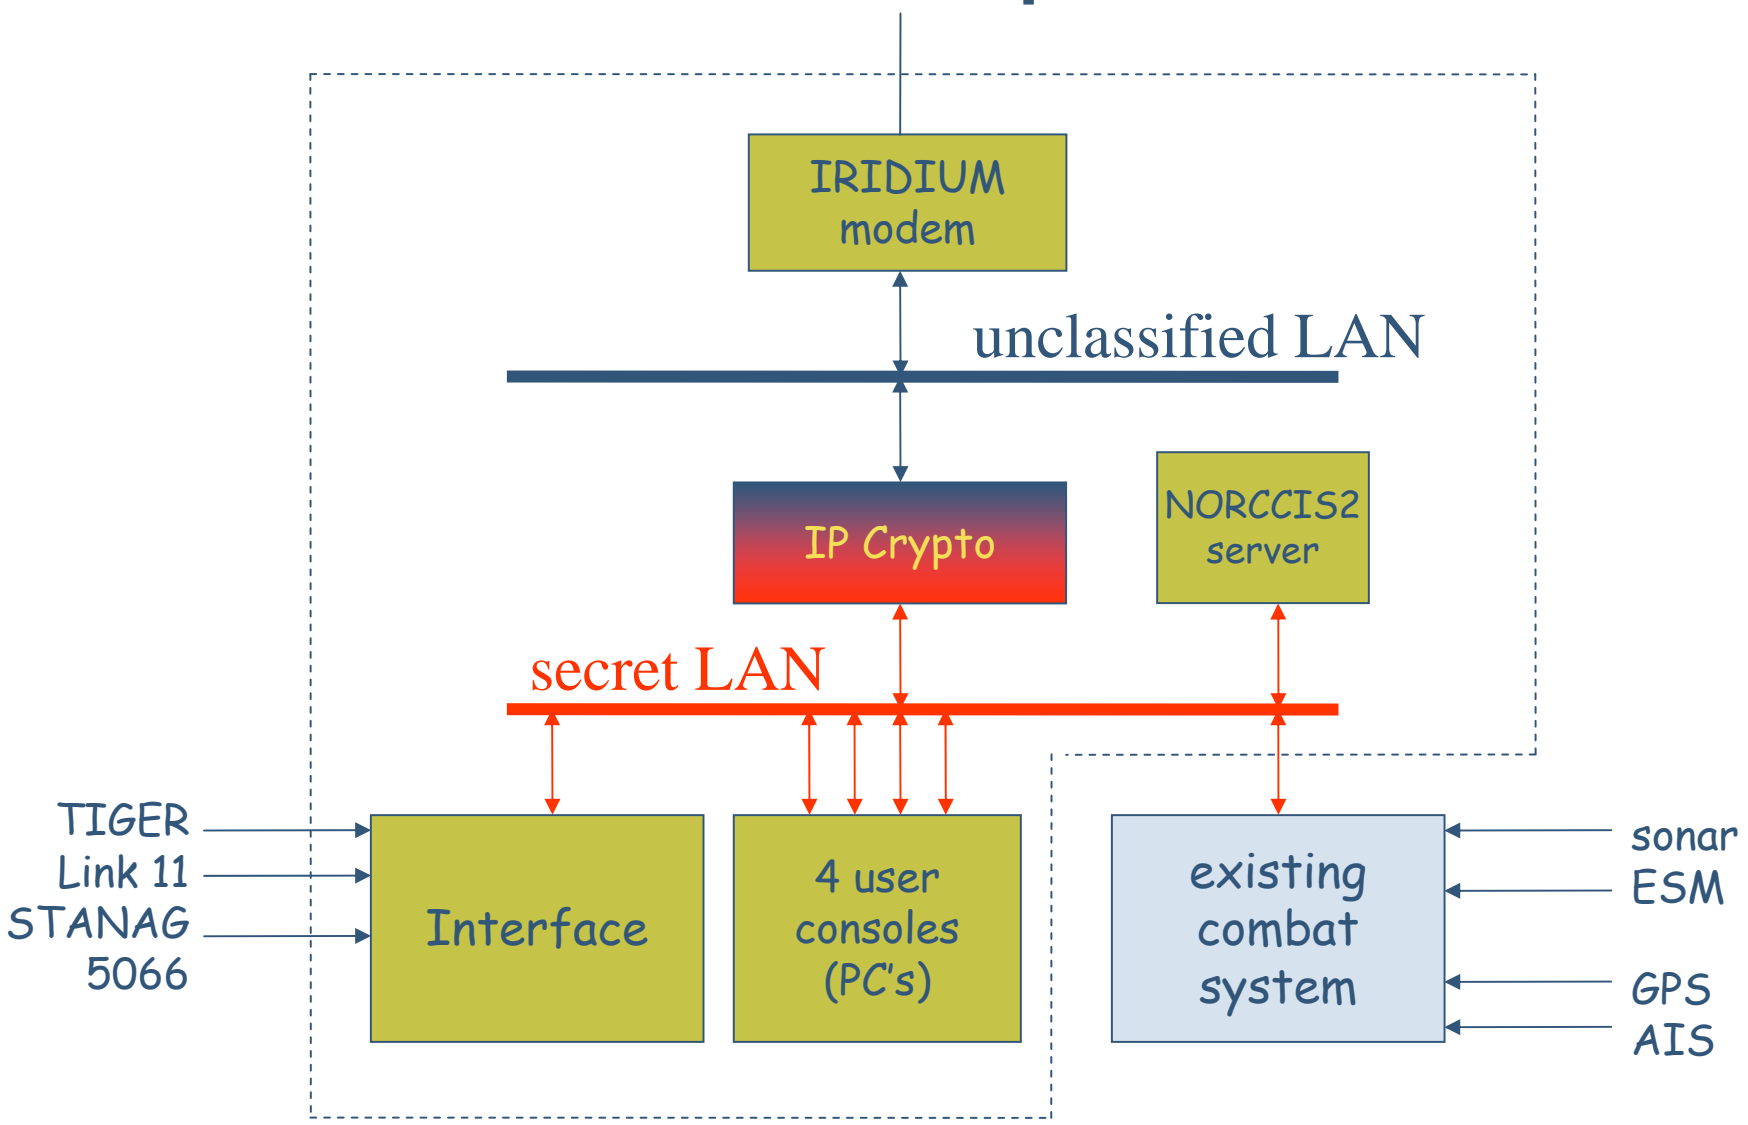 IRIDIUM
modem
unclassified LAN
IP Crypto
NORCCIS2
server
secret LAN
TIGER
Link 11
STANAG
5066
Interface
4 user
consoles
(PC's)
existing
combat
system
sonar
ESM
GPS
AIS